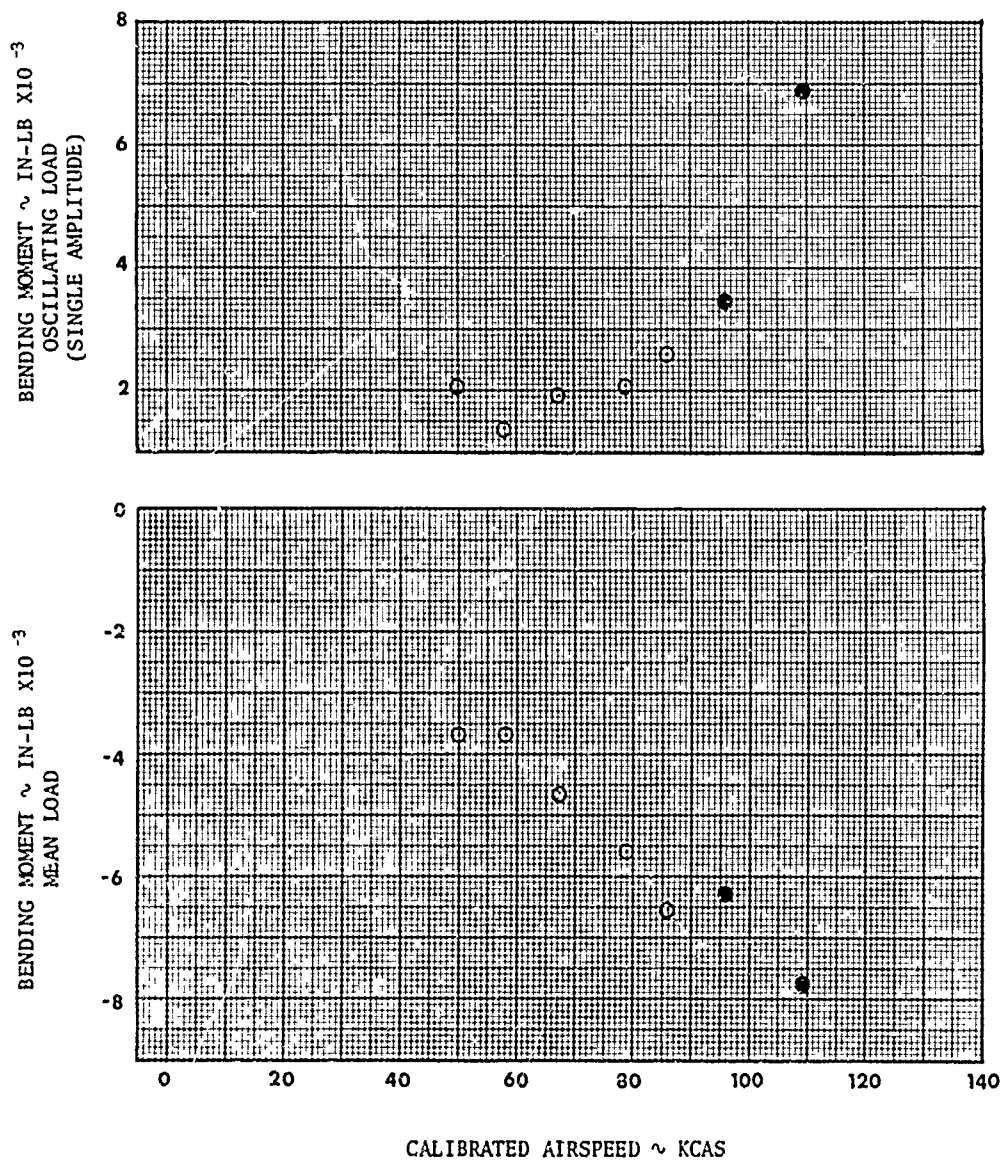 BENDING MOMENT ~ IN-LB X10 -3
OSCILLATING LOAD
(SINGLE AMPLITUDE)
8
6
4
2
BENDING MOMENT ~ IN-LB X10 -3
MEAN LOAD
0
-2
-4
-6
-8
0 20 40 60 80 100 120 140
CALIBRATED AIRSPEED ~ KCAS